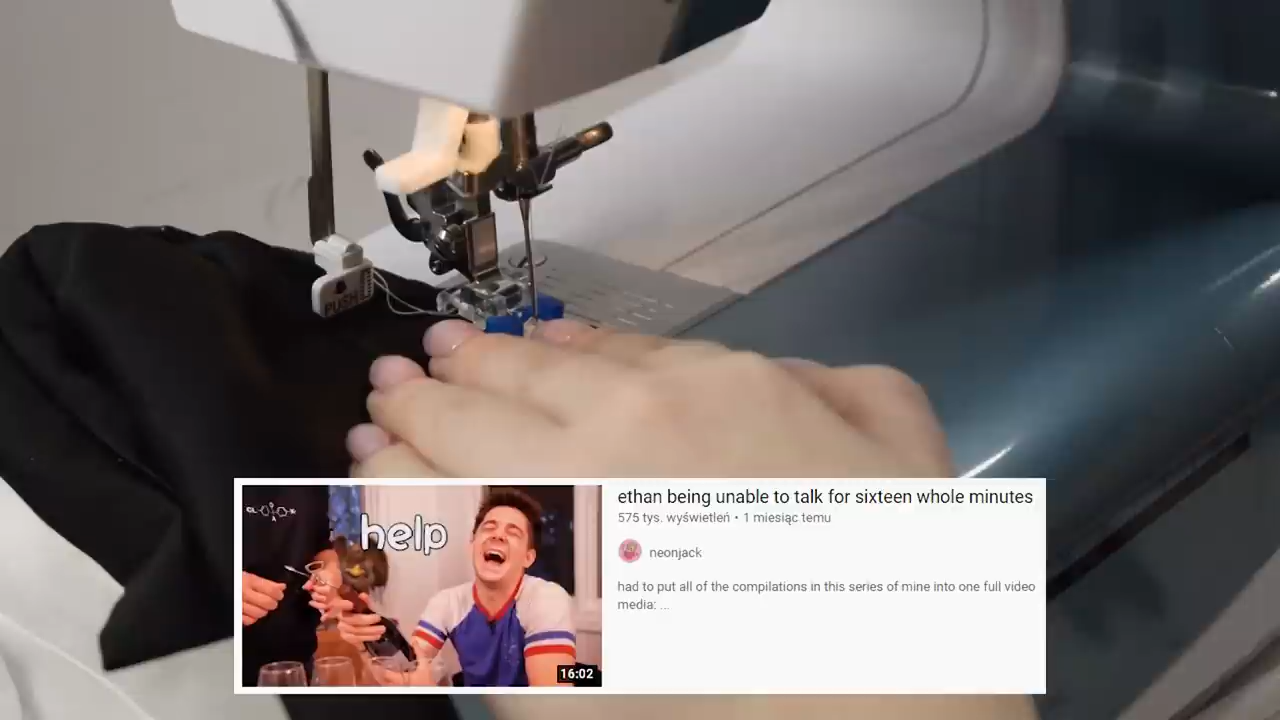 PUSH
help
16:02
ethan being unable to talk for sixteen whole minutes
575 tys. wyświetleń • 1 miesiąc temu
neonjack
had to put all of the compilations in this series of mine into one full video
media: ...